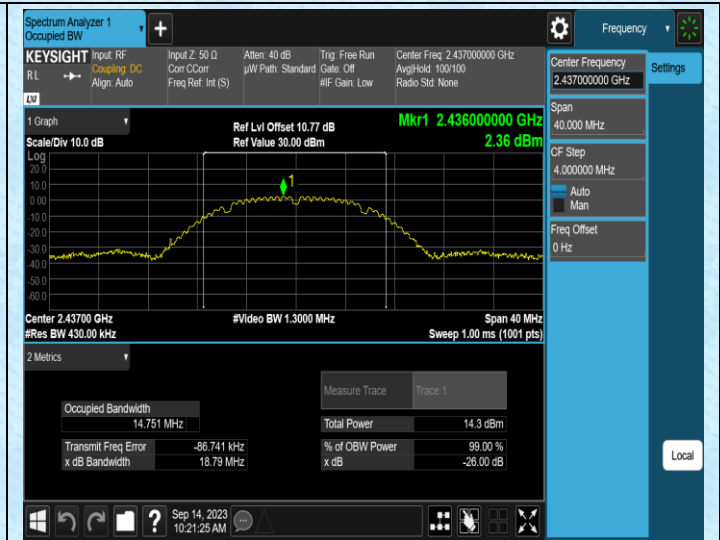 Spectrum Analyzer 1
Occupied BW
Frequency
KEYSIGHT
RL
LXI
Input: RF
Coupling: DC
Align: Auto
Input Z: 50 Ω
Corr CCorr
Freq Ref: Int (S)
Atten: 40 dB
µW Path: Standard
Trig: Free Run
Gate: Off
#IF Gain: Low
Center Freq: 2.437000000 GHz
Avg|Hold: 100/100
Radio Std: None
Center Frequency
2.437000000 GHz
Settings
Span
40.000 MHz
CF Step
4.000000 MHz
Auto
Man
Freq Offset
0 Hz
1 Graph
Scale/Div 10.0 dB
Ref Lvl Offset 10.77 dB
Ref Value 30.00 dBm
Mkr1 2.436000000 GHz
2.36 dBm
Log
20.0
10.0
0.00
-10.0
-20.0
-30.0
-40.0
-50.0
-60.0
1
Center 2.43700 GHz
#Res BW 430.00 kHz
#Video BW 1.3000 MHz
Span 40 MHz
Sweep 1.00 ms (1001 pts)
2 Metrics
Measure Trace
Trace 1
Occupied Bandwidth
14.751 MHz
Total Power
14.3 dBm
Transmit Freq Error
-86.741 kHz
% of OBW Power
99.00 %
x dB Bandwidth
18.79 MHz
x dB
-26.00 dB
Local
?
Sep 14, 2023
10:21:25 AM